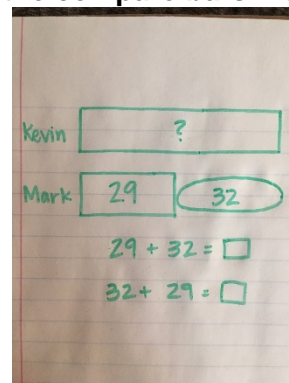 Kevin ?
Mark 29 32
29 + 32 = □
32 + 29 = □